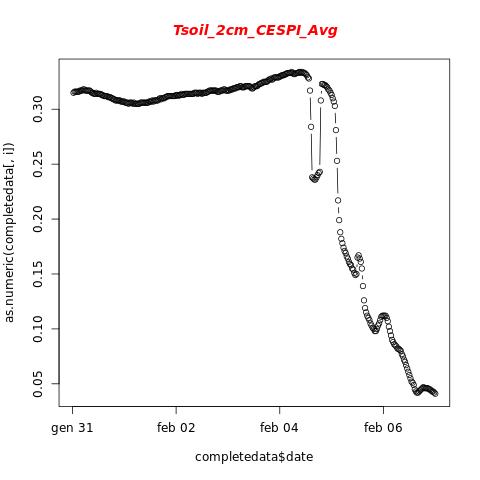 Tsoil_2cm_CESPI_Avg
as.numeric(completedata[, i])
0.30
0.25
0.20
0.15
0.10
0.05
gen 31 feb 02 feb 04 feb 06
completedata$date